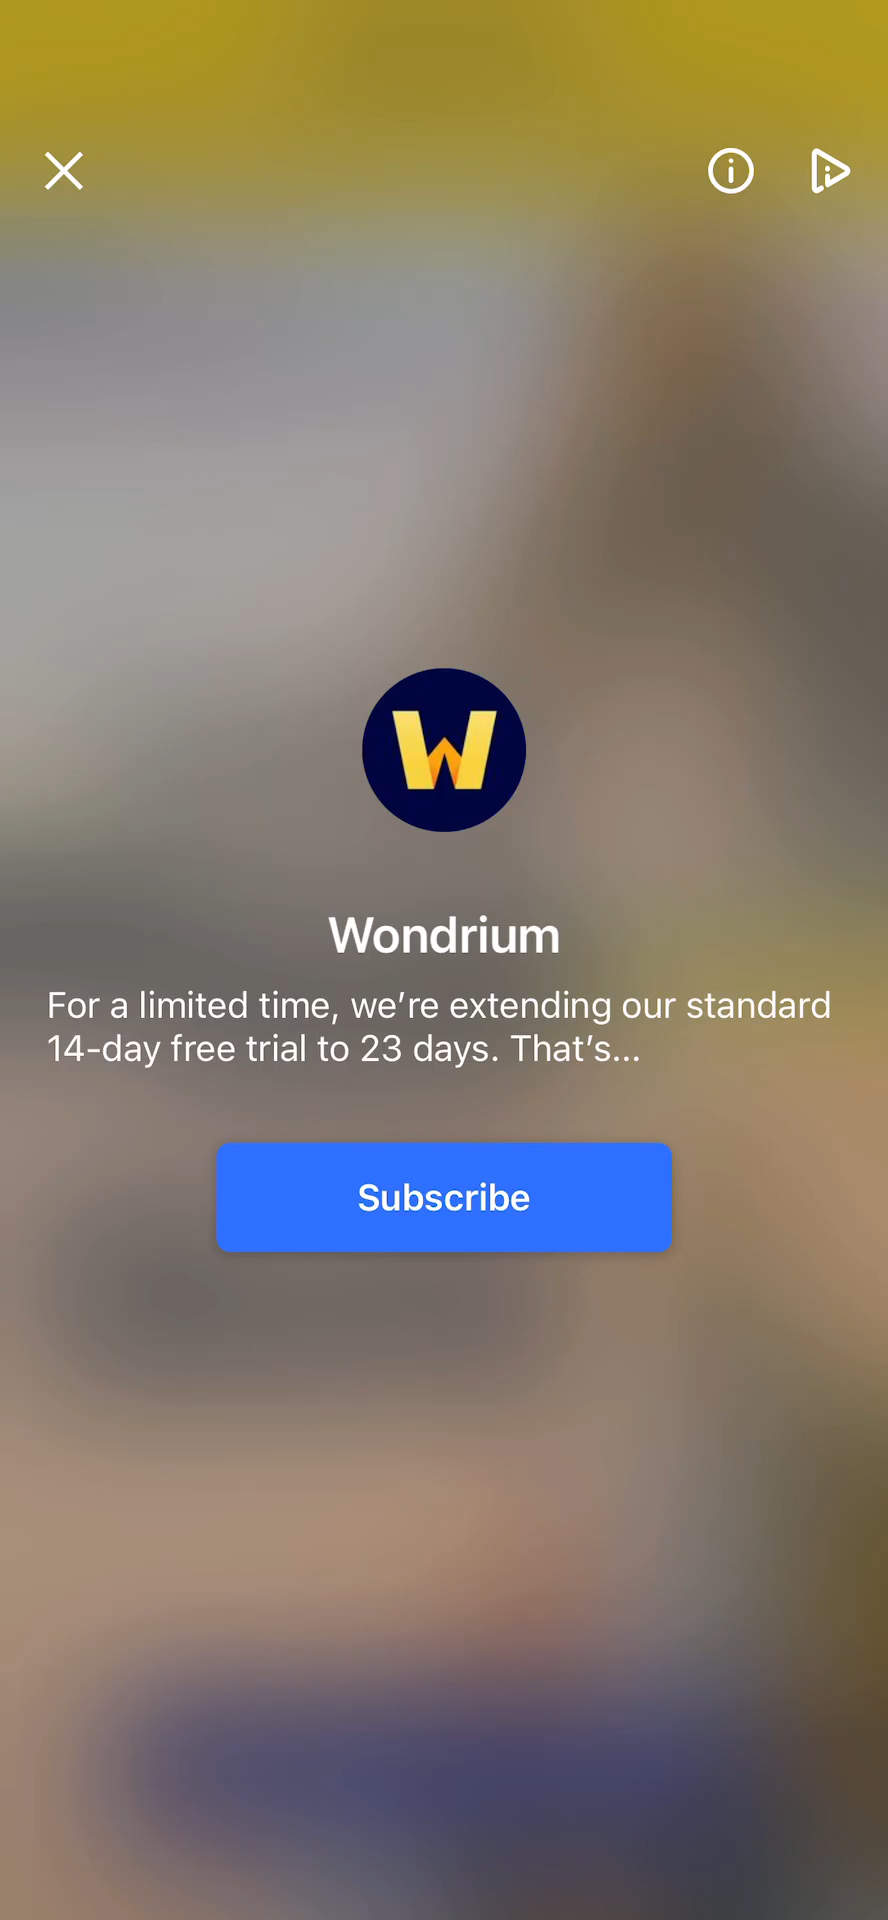 W
Wondrium
For a limited time, we’re extending our standard
14-day free trial to 23 days. That’s...
Subscribe